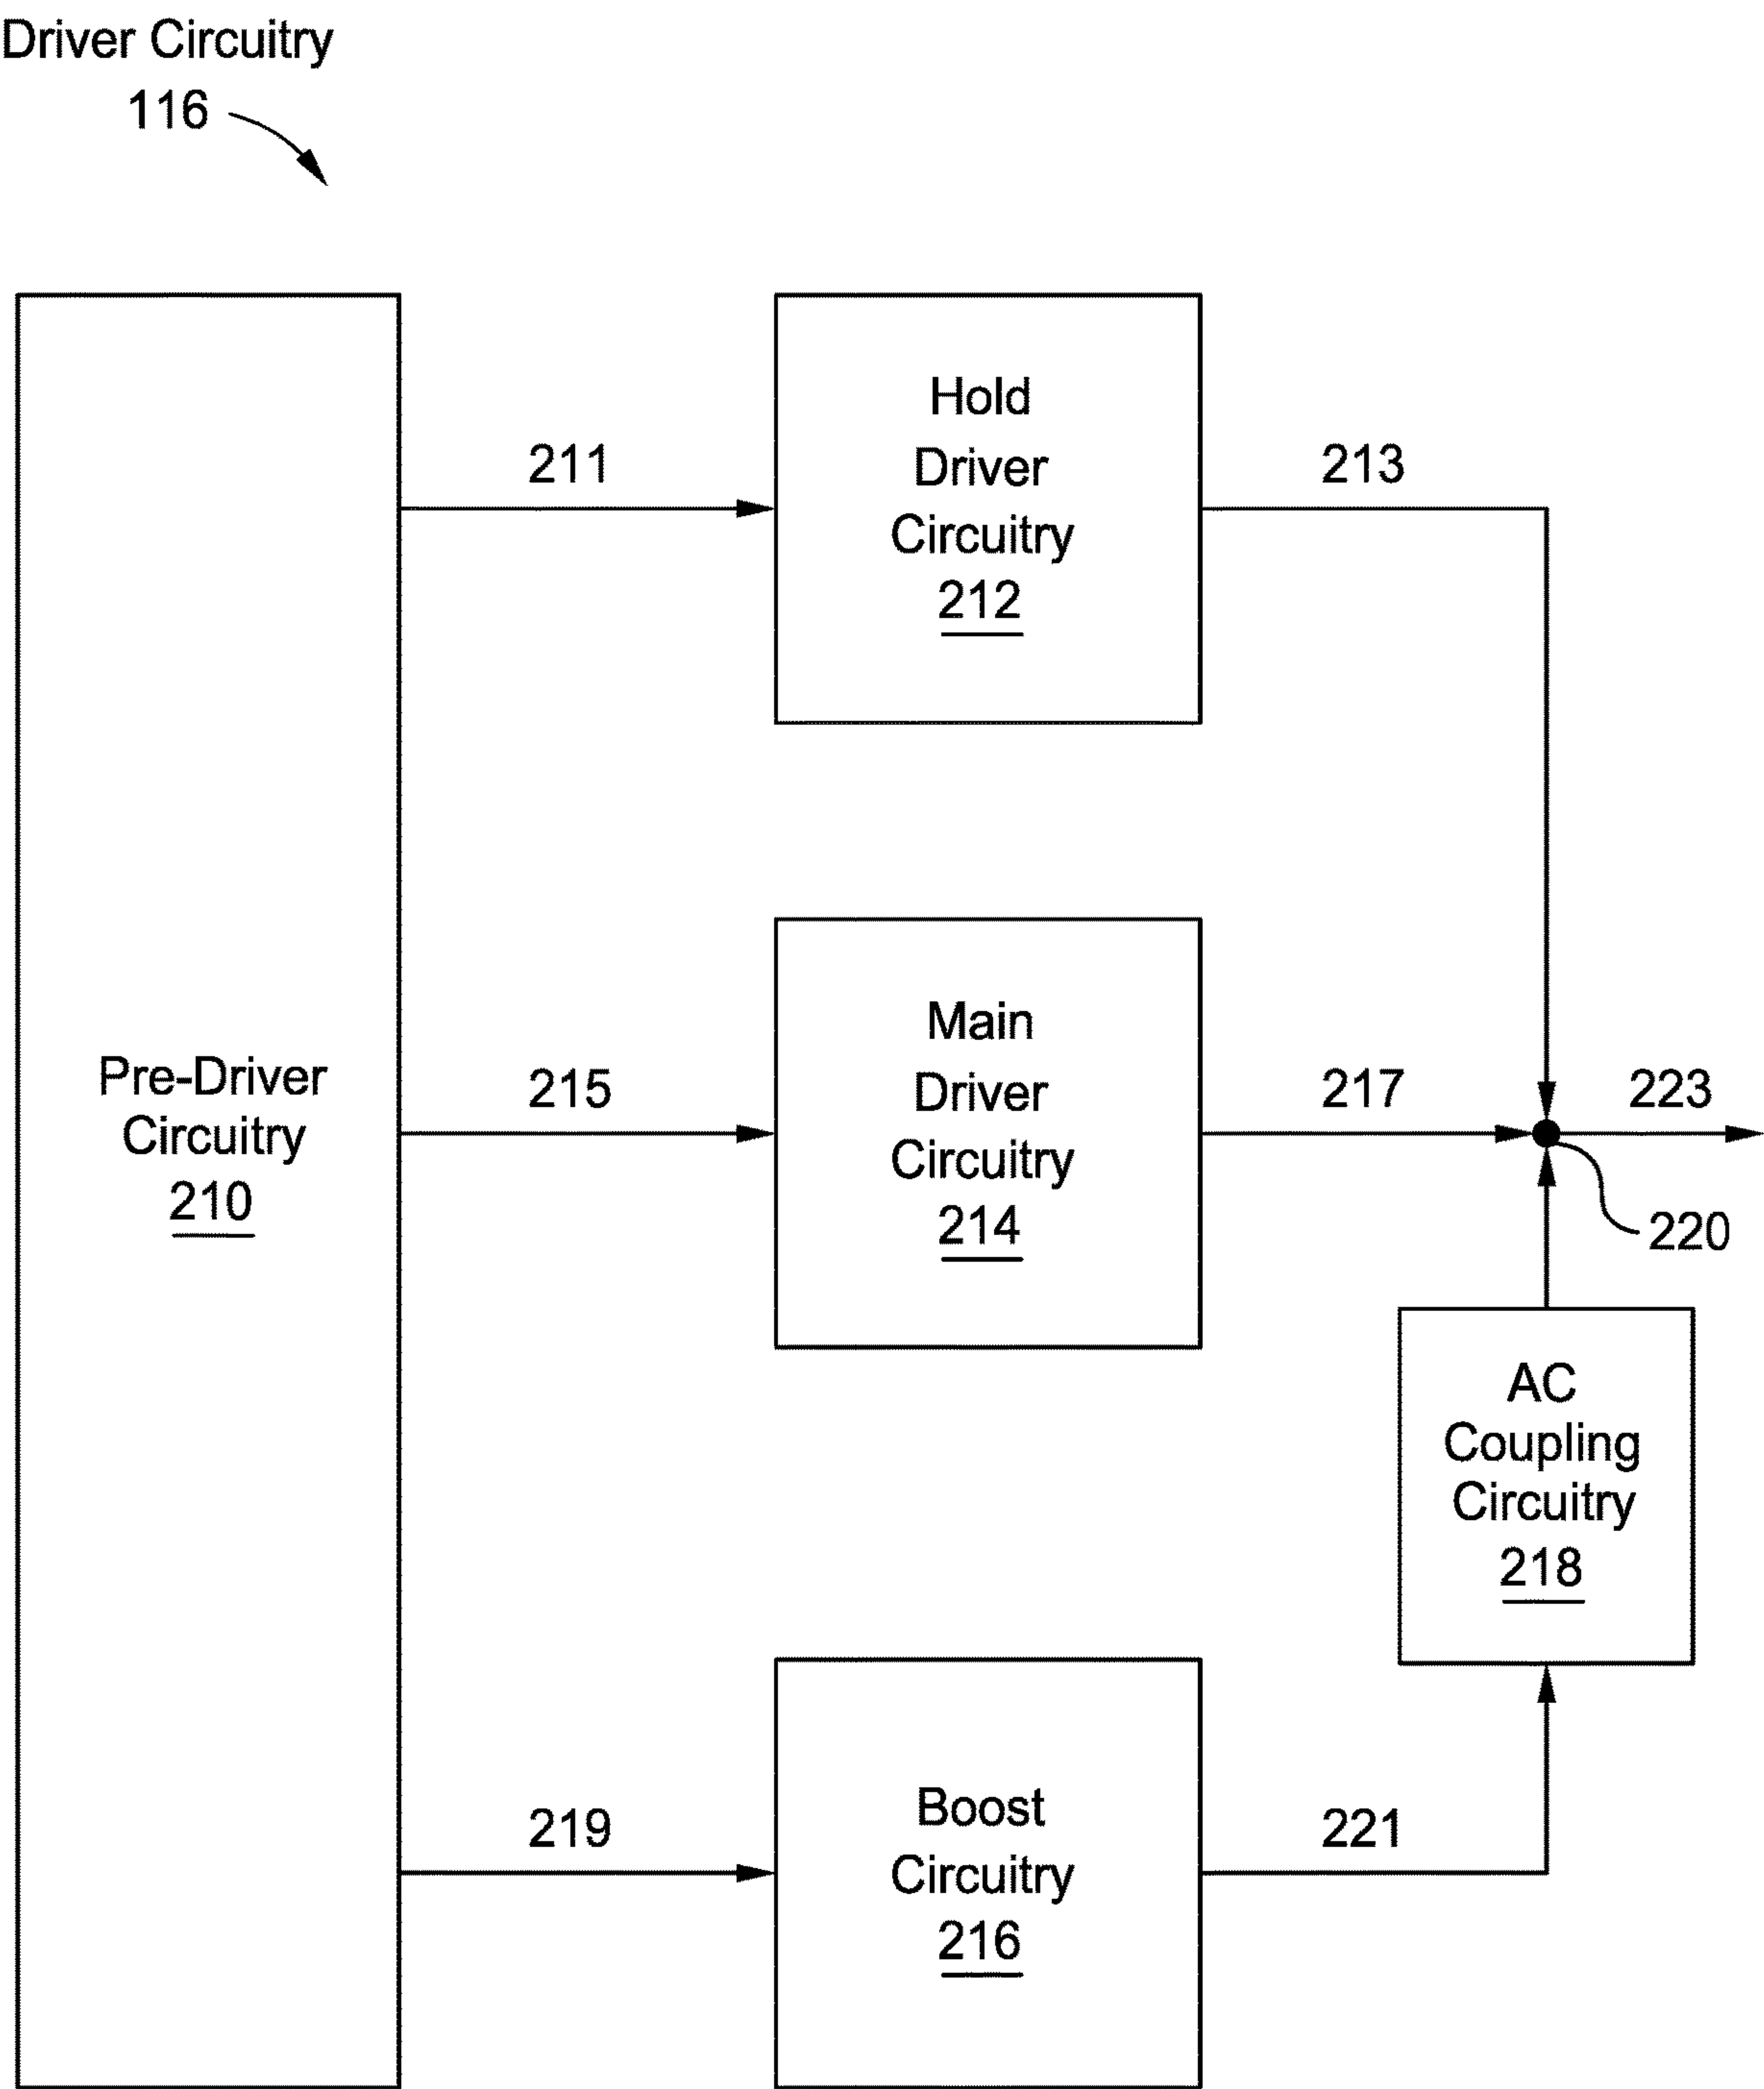 Driver Circuitry
116
Hold
Driver
Circuitry
212
211
213
Pre-Driver
Circuitry
210
Main
Driver
Circuitry
214
215
217
223
220
AC
Coupling
Circuitry
218
Boost
Circuitry
216
219
221